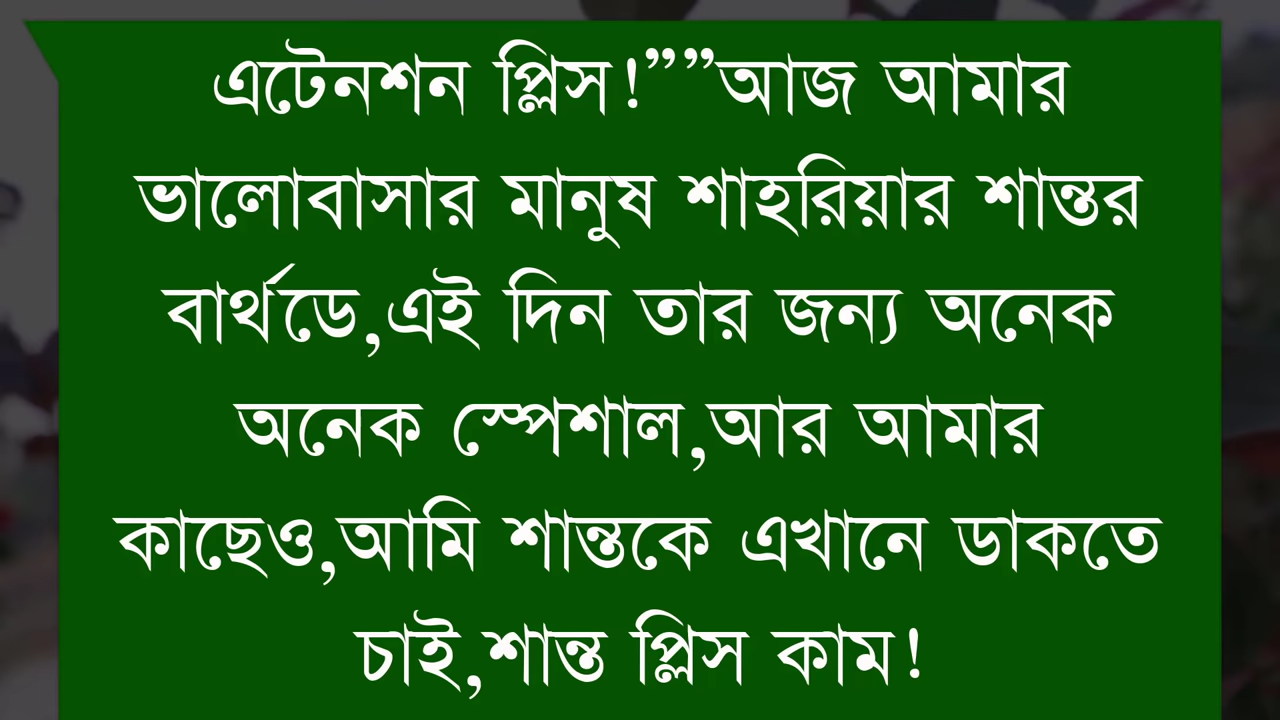 এটেনশন প্লিস!””আজ আমার
ভালোবাসার মানুষ শাহরিয়ার শান্তর
বার্থডে,এই দিন তার জন্য অনেক
অনেক স্পেশাল,আর আমার
কাছেও,আমি শান্তকে এখানে ডাকতে
চাই,শান্ত প্লিস কাম!